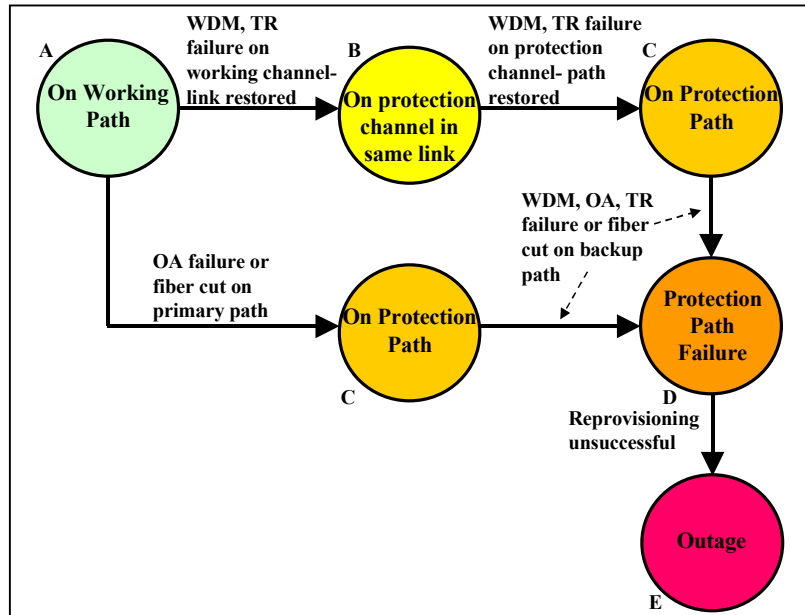 A
On Working
Path
WDM, TR
failure on
working channel-
link restored
B
On protection
channel in
same link
WDM, TR failure
on protection
channel- path
restored
C
On Protection
Path
OA failure or
fiber cut on
primary path
On Protection
Path
C
WDM, OA, TR
failure or fiber
cut on backup
path
Protection
Path
Failure
D
Reprovisioning
unsuccessful
Outage
E